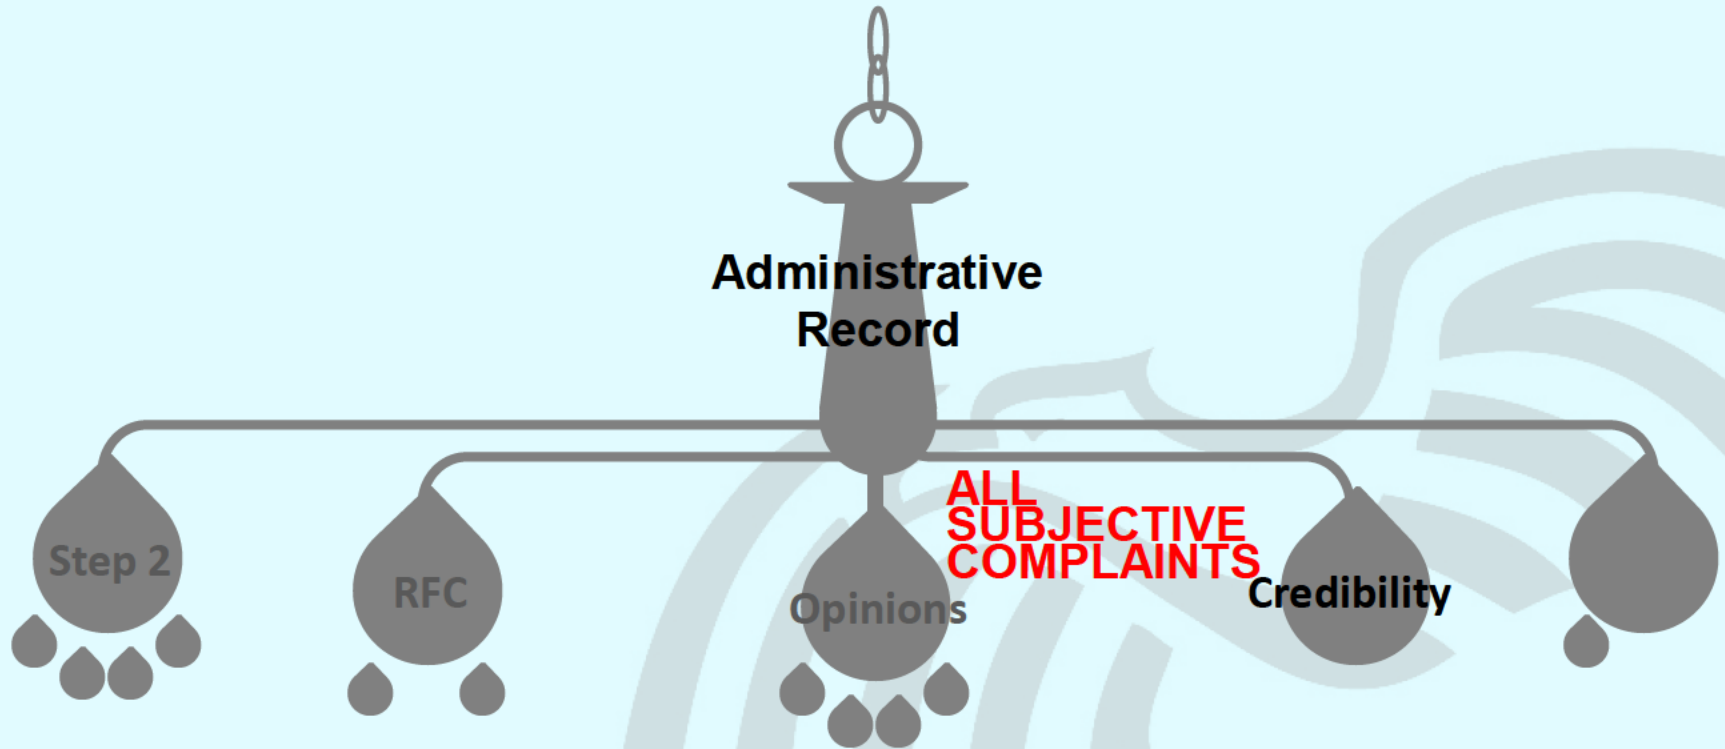 Administrative
Record
ALL
SUBJECTIVE
COMPLAINTS
Step 2
RFC
Opinions
Credibility